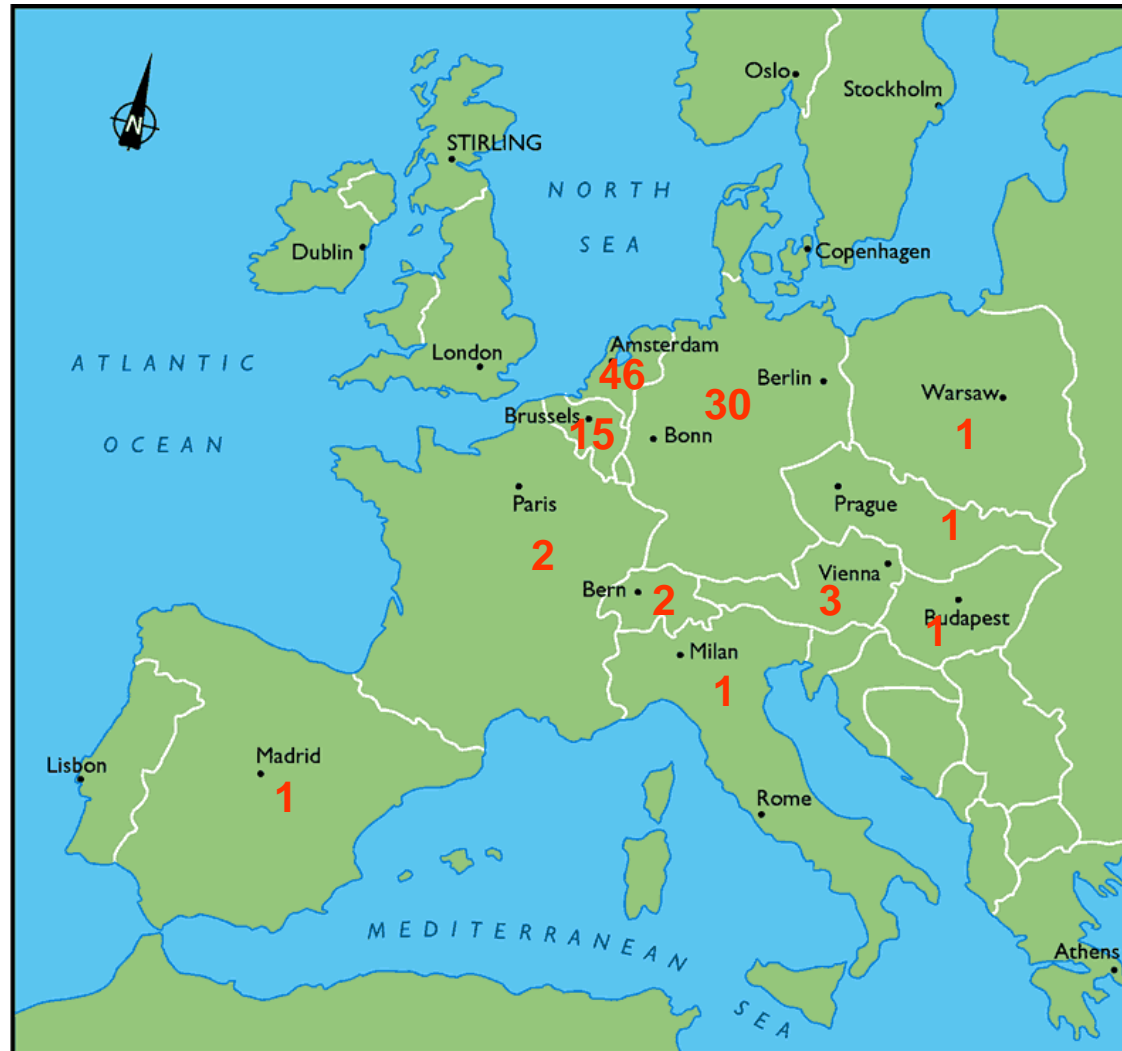 Oslo
Stockholm
N
STIRLING
NORTH
SEA
Dublin
Copenhagen
ATLANTIC
OCEAN
London
Amsterdam
46
Berlin
30
Warsaw
1
Brussels
15
Bonn
Paris
2
Prague
1
Vienna
3
Bern
2
Budapest
1
Milan
1
Madrid
1
Lisbon
Rome
MEDITERRANEAN
SEA
Athens